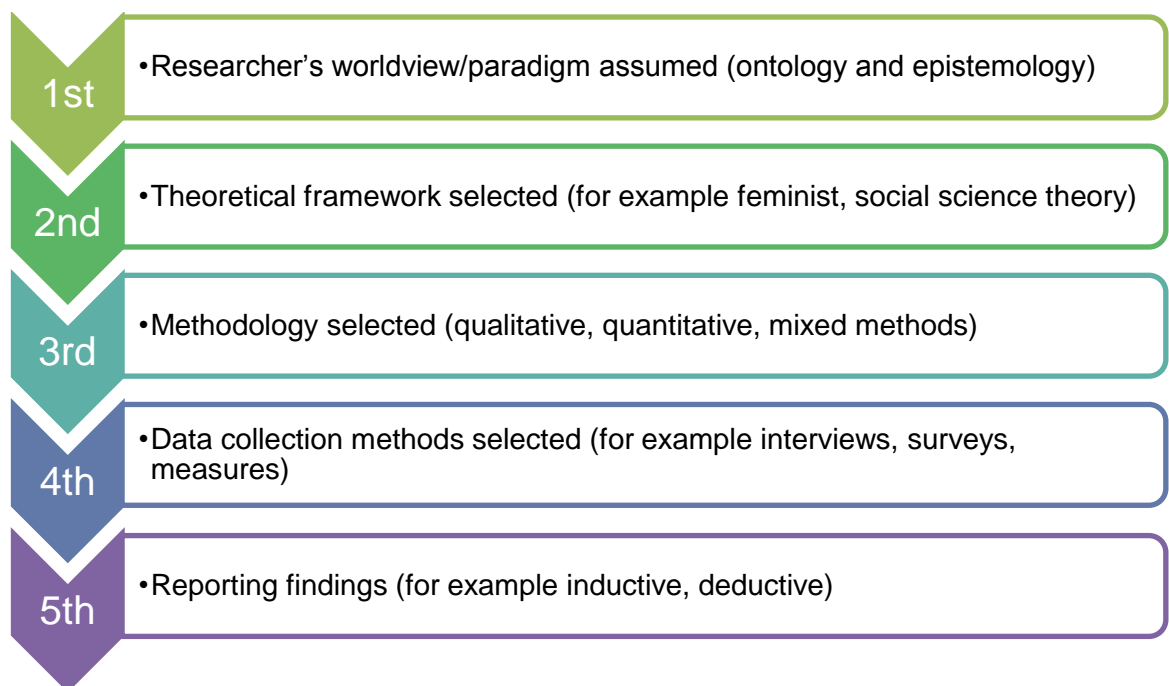 1st
•Researcher’s worldview/paradigm assumed (ontology and epistemology)
2nd
•Theoretical framework selected (for example feminist, social science theory)
3rd
•Methodology selected (qualitative, quantitative, mixed methods)
4th
•Data collection methods selected (for example interviews, surveys,
measures)
5th
•Reporting findings (for example inductive, deductive)